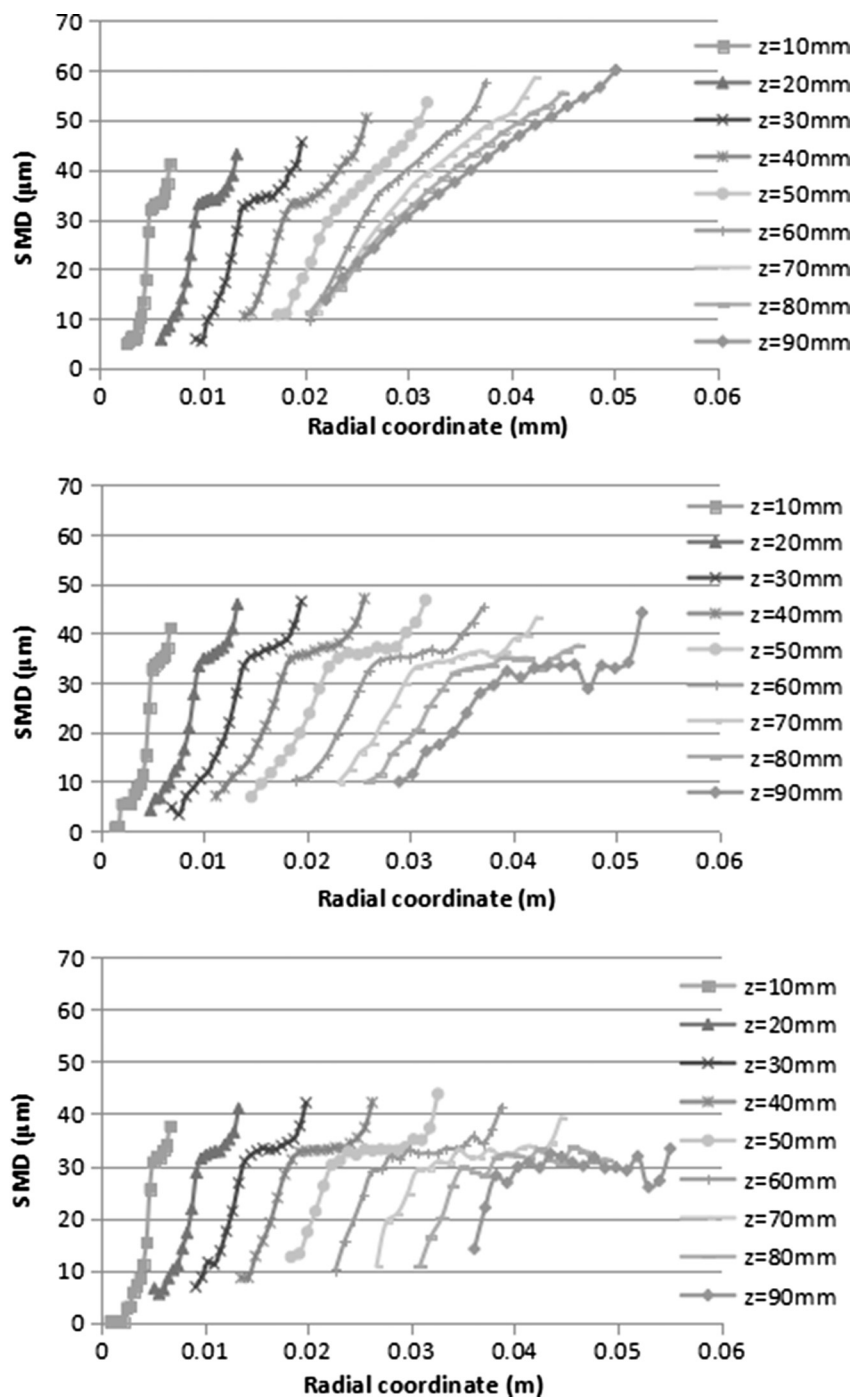 70
60
50
40
30
20
10
0
SMD (μm)
0 0.01 0.02 0.03 0.04 0.05 0.06
Radial coordinate (mm)
z=10mm
z=20mm
z=30mm
z=40mm
z=50mm
z=60mm
z=70mm
z=80mm
z=90mm
70
60
50
40
30
20
10
0
SMD (μm)
0 0.01 0.02 0.03 0.04 0.05 0.06
Radial coordinate (m)
z=10mm
z=20mm
z=30mm
z=40mm
z=50mm
z=60mm
z=70mm
z=80mm
z=90mm
70
60
50
40
30
20
10
0
SMD (μm)
0 0.01 0.02 0.03 0.04 0.05 0.06
Radial coordinate (m)
z=10mm
z=20mm
z=30mm
z=40mm
z=50mm
z=60mm
z=70mm
z=80mm
z=90mm